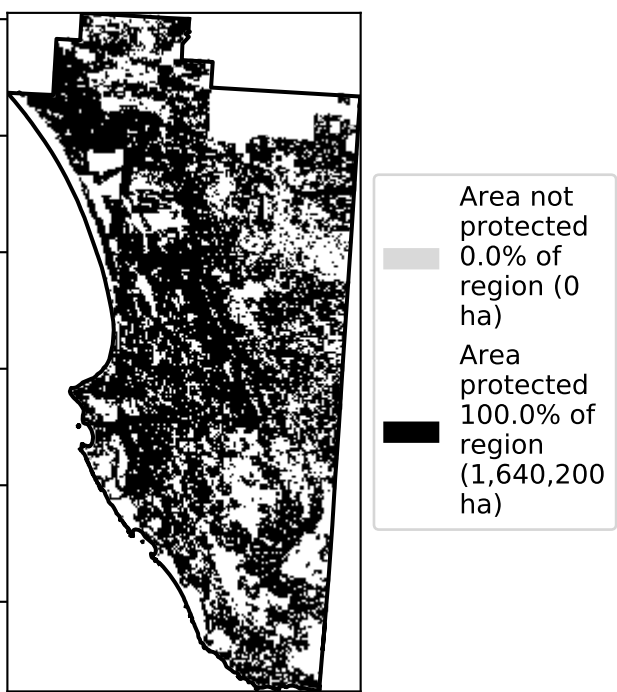 Area not
protected
0.0% of
region (0
ha)
Area
protected
100.0% of
region
(1,640,200
ha)